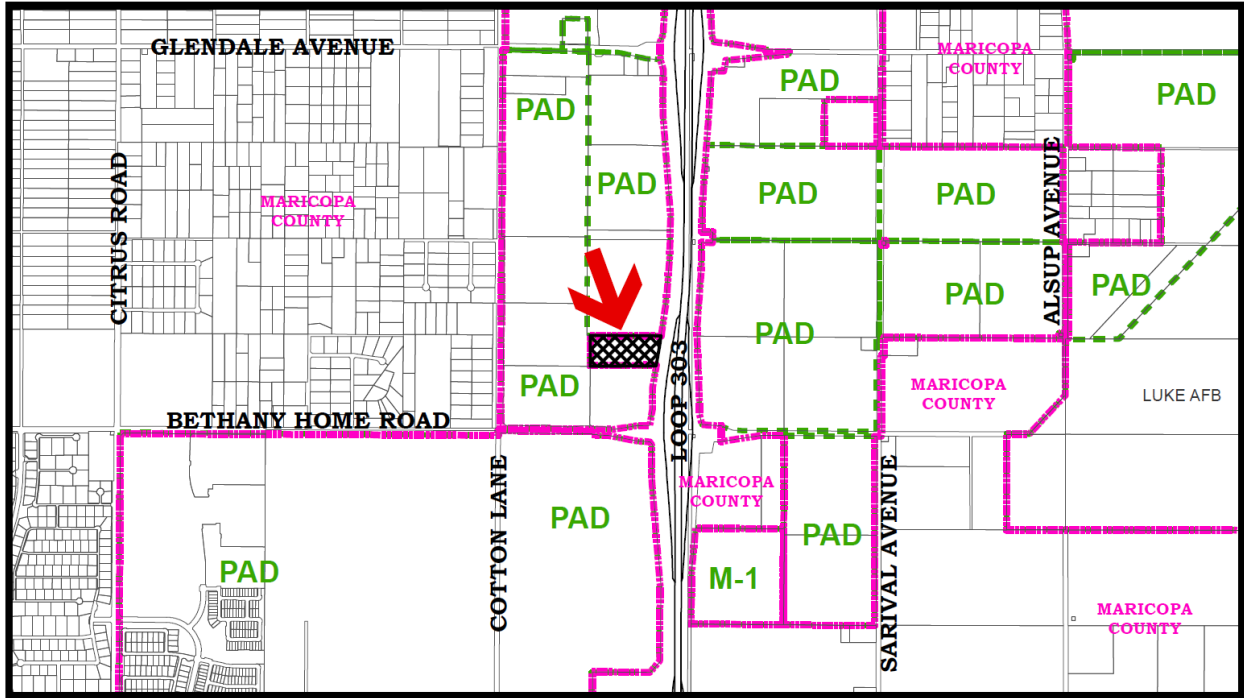 GLENDALE AVENUE
MARICOPA
COUNTY
PAD
PAD
PAD
CITRUS ROAD
MARICOPA
COUNTY
PAD
PAD
PAD
ALSUP AVENUE
PAD
PAD
PAD
LOOP 303
PAD
MARICOPA
COUNTY
LUKE AFB
BETHANY HOME ROAD
COTTON LANE
MARICOPA
COUNTY
SARIVAL AVENUE
PAD
PAD
PAD
M-1
MARICOPA
COUNTY